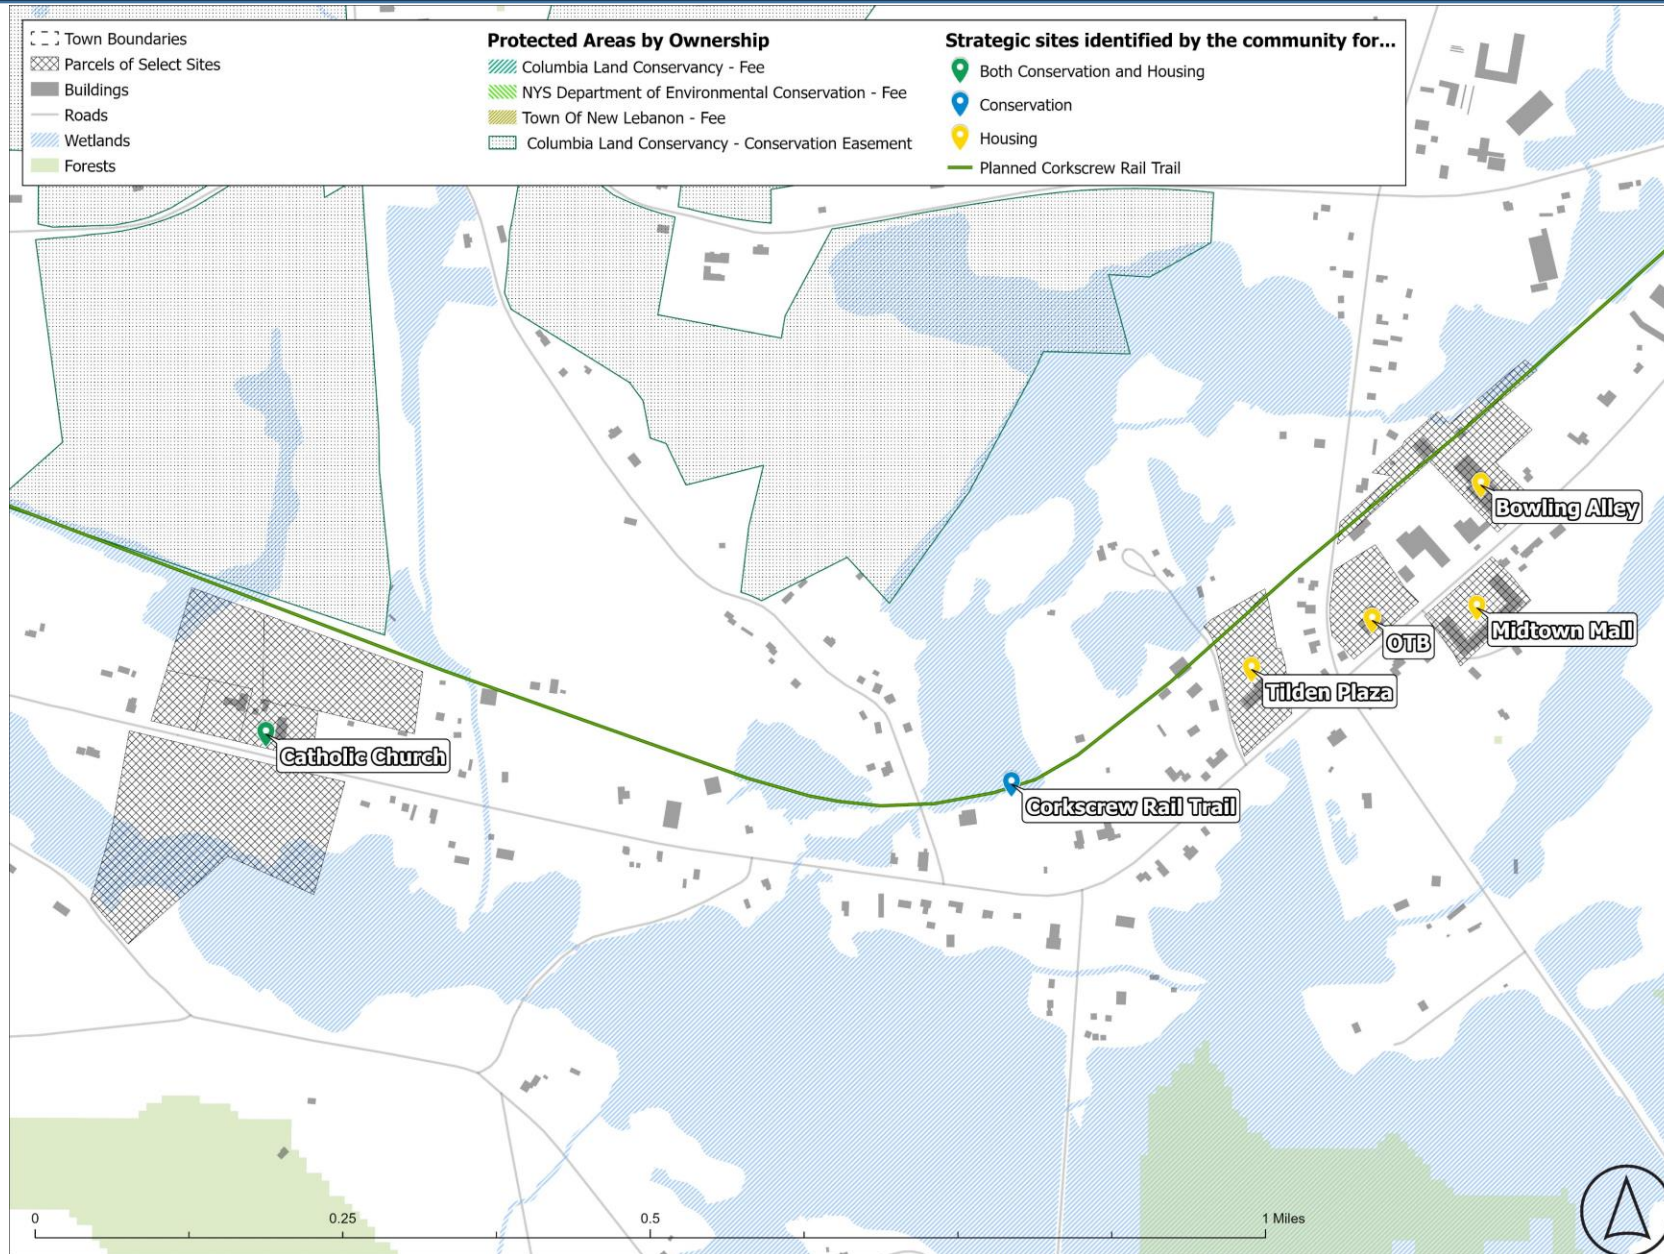 Town Boundaries
Parcels of Select Sites
Buildings
Roads
Wetlands
Forests
Protected Areas by Ownership
Columbia Land Conservancy - Fee
NYS Department of Environmental Conservation - Fee
Town Of New Lebanon - Fee
Columbia Land Conservancy - Conservation Easement
Strategic sites identified by the community for...
Both Conservation and Housing
Conservation
Housing
Planned Corkscrew Rail Trail
Bowling Alley
Midtown Mall
OTB
Tilden Plaza
Catholic Church
Corkscrew Rail Trail
0 0.25 0.5 1 Miles